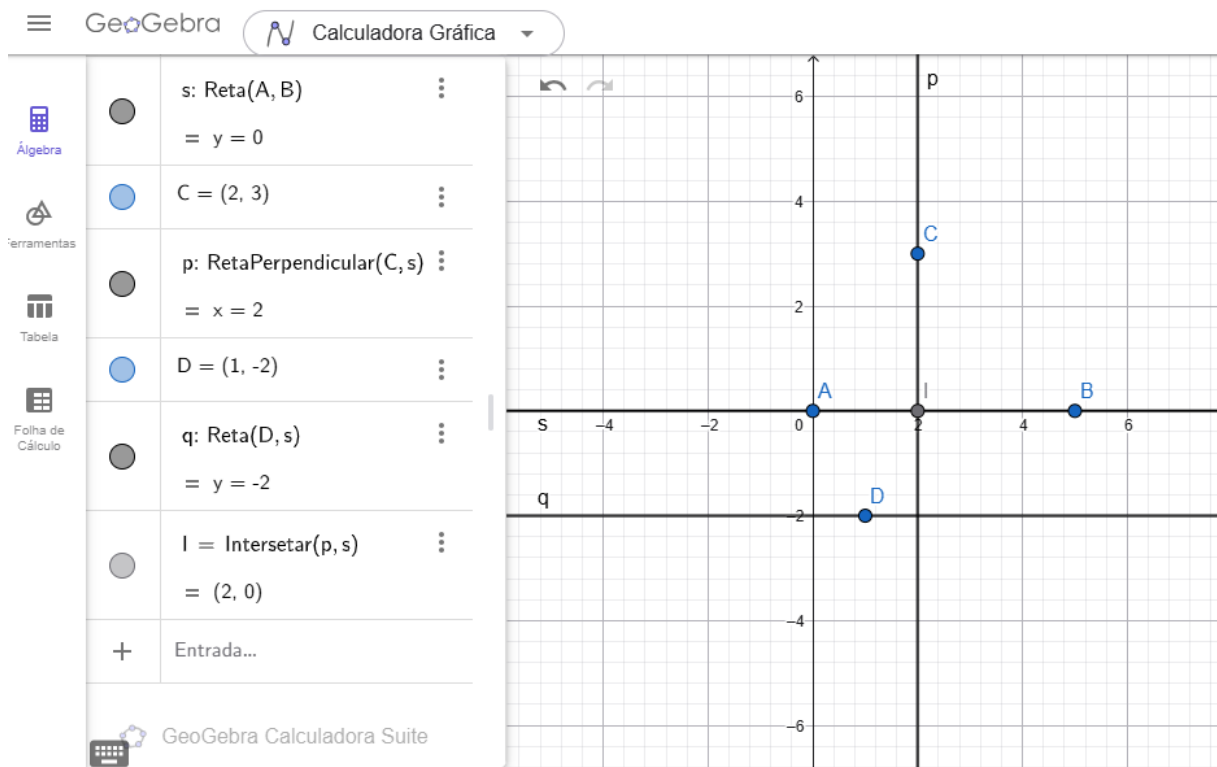 GeoGebra
Calculadora Gráfica
Álgebra
Ferramentas
Tabela
Folha de
Cálculo
s: Reta(A, B)
= y = 0
C = (2, 3)
p: RetaPerpendicular(C, s)
= x = 2
D = (1, -2)
q: Reta(D, s)
= y = -2
I = Intersetar(p, s)
= (2, 0)
+ Entrada...
GeoGebra Calculadora Suite
p
6
4
C
2
A I B
s −4 −2 0 2 4 6
q D
−2
−4
−6